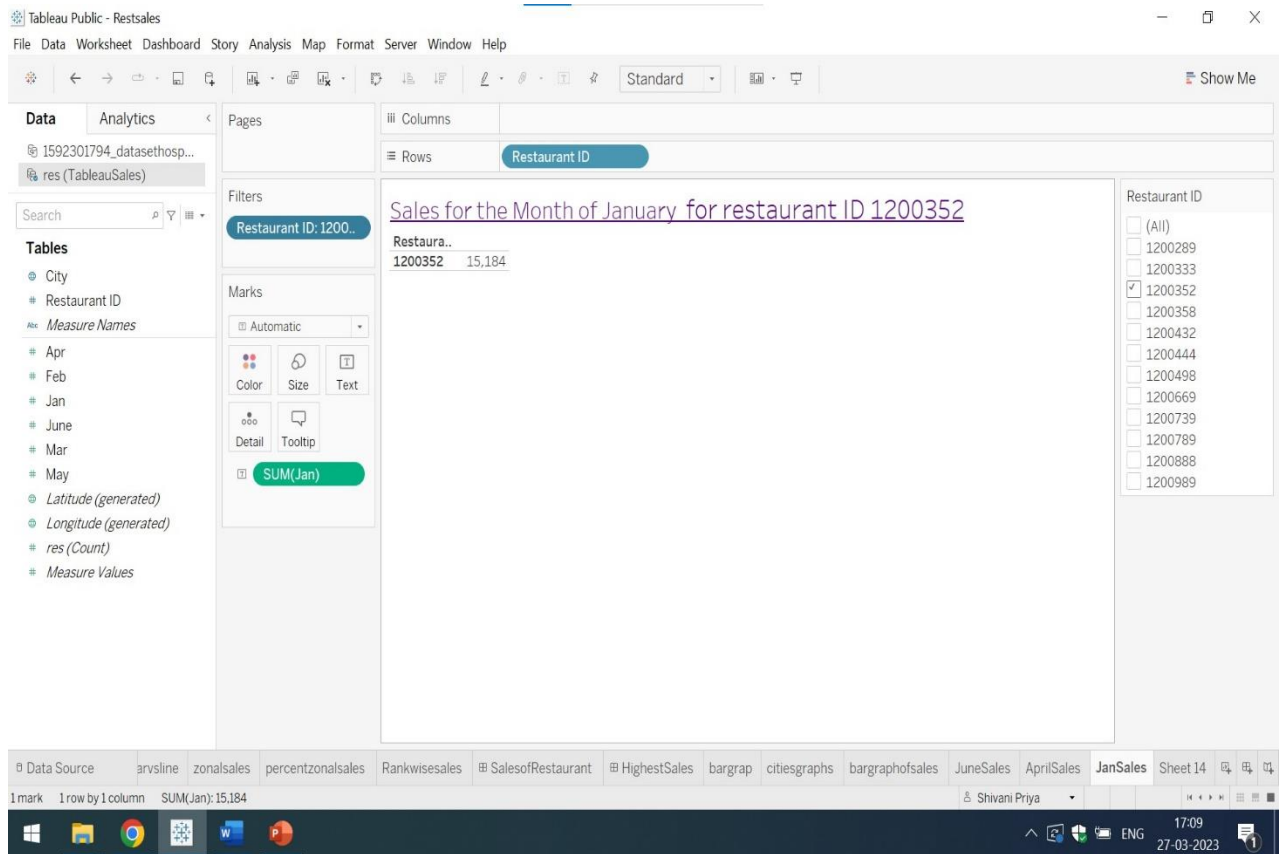 Tableau Public - Restsales
File Data Worksheet Dashboard Story Analysis Map Format Server Window Help
Standard
Show Me
Data Analytics
1592301794_datasethosp...
res (TableauSales)
Search
Tables
City
Restaurant ID
Abc Measure Names
Apr
Feb
Jan
June
Mar
May
Latitude (generated)
Longitude (generated)
res (Count)
Measure Values
Pages
Filters
Restaurant ID: 1200..
Marks
Automatic
Color Size Text
Detail Tooltip
SUM(Jan)
Columns
Rows Restaurant ID
Sales for the Month of January for restaurant ID 1200352
Restaura..
1200352 15,184
Restaurant ID
(All)
1200289
1200333
1200352
1200358
1200432
1200444
1200498
1200669
1200739
1200789
1200888
1200989
Data Source arvsline zonalsales percentzonalsales Rankwisesales SalesofRestaurant HighestSales bargrap citiesgraphs bargraphofsales JuneSales AprilSales JanSales Sheet 14
1 mark 1 row by 1 column SUM(Jan): 15,184 Shivani Priya
ENG
17:09
27-03-2023
1